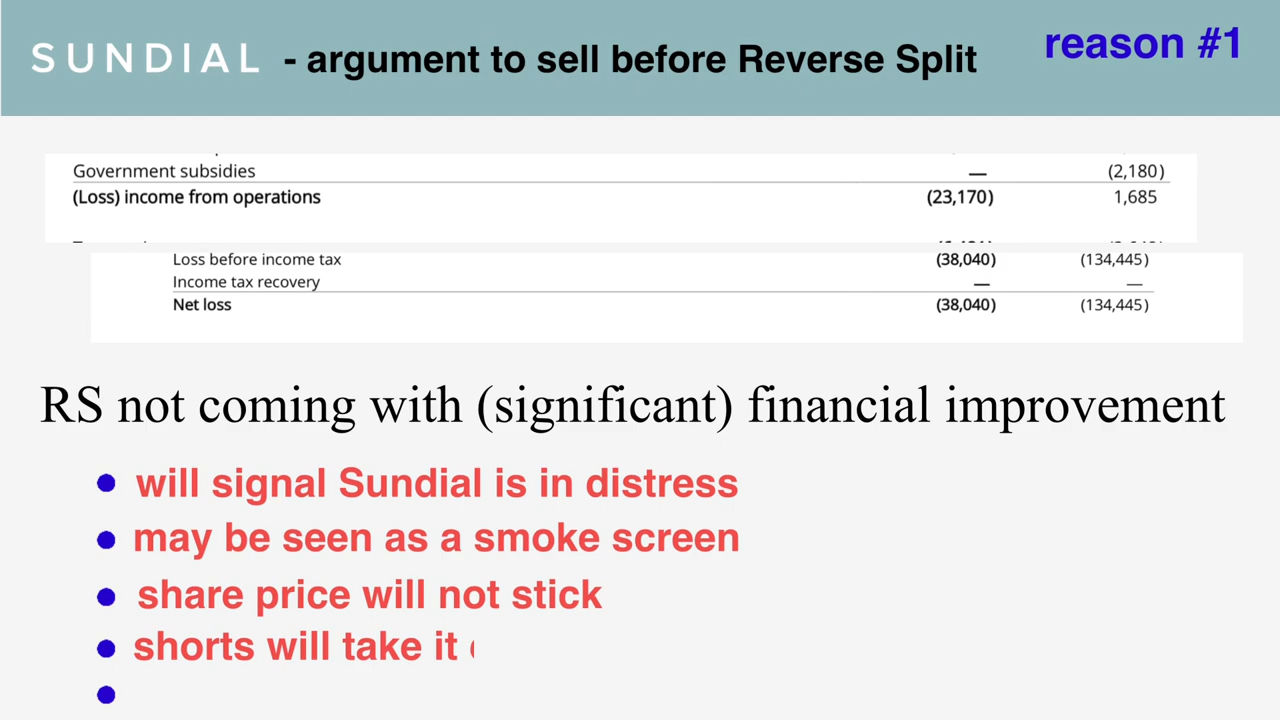 SUNDIAL - argument to sell before Reverse Split
reason #1
Government subsidies — (2,180)
(Loss) income from operations (23,170) 1,685
Loss before income tax (38,040) (134,445)
Income tax recovery — —
Net loss (38,040) (134,445)
RS not coming with (significant) financial improvement
• will signal Sundial is in distress
• may be seen as a smoke screen
• share price will not stick
• shorts will take it
•